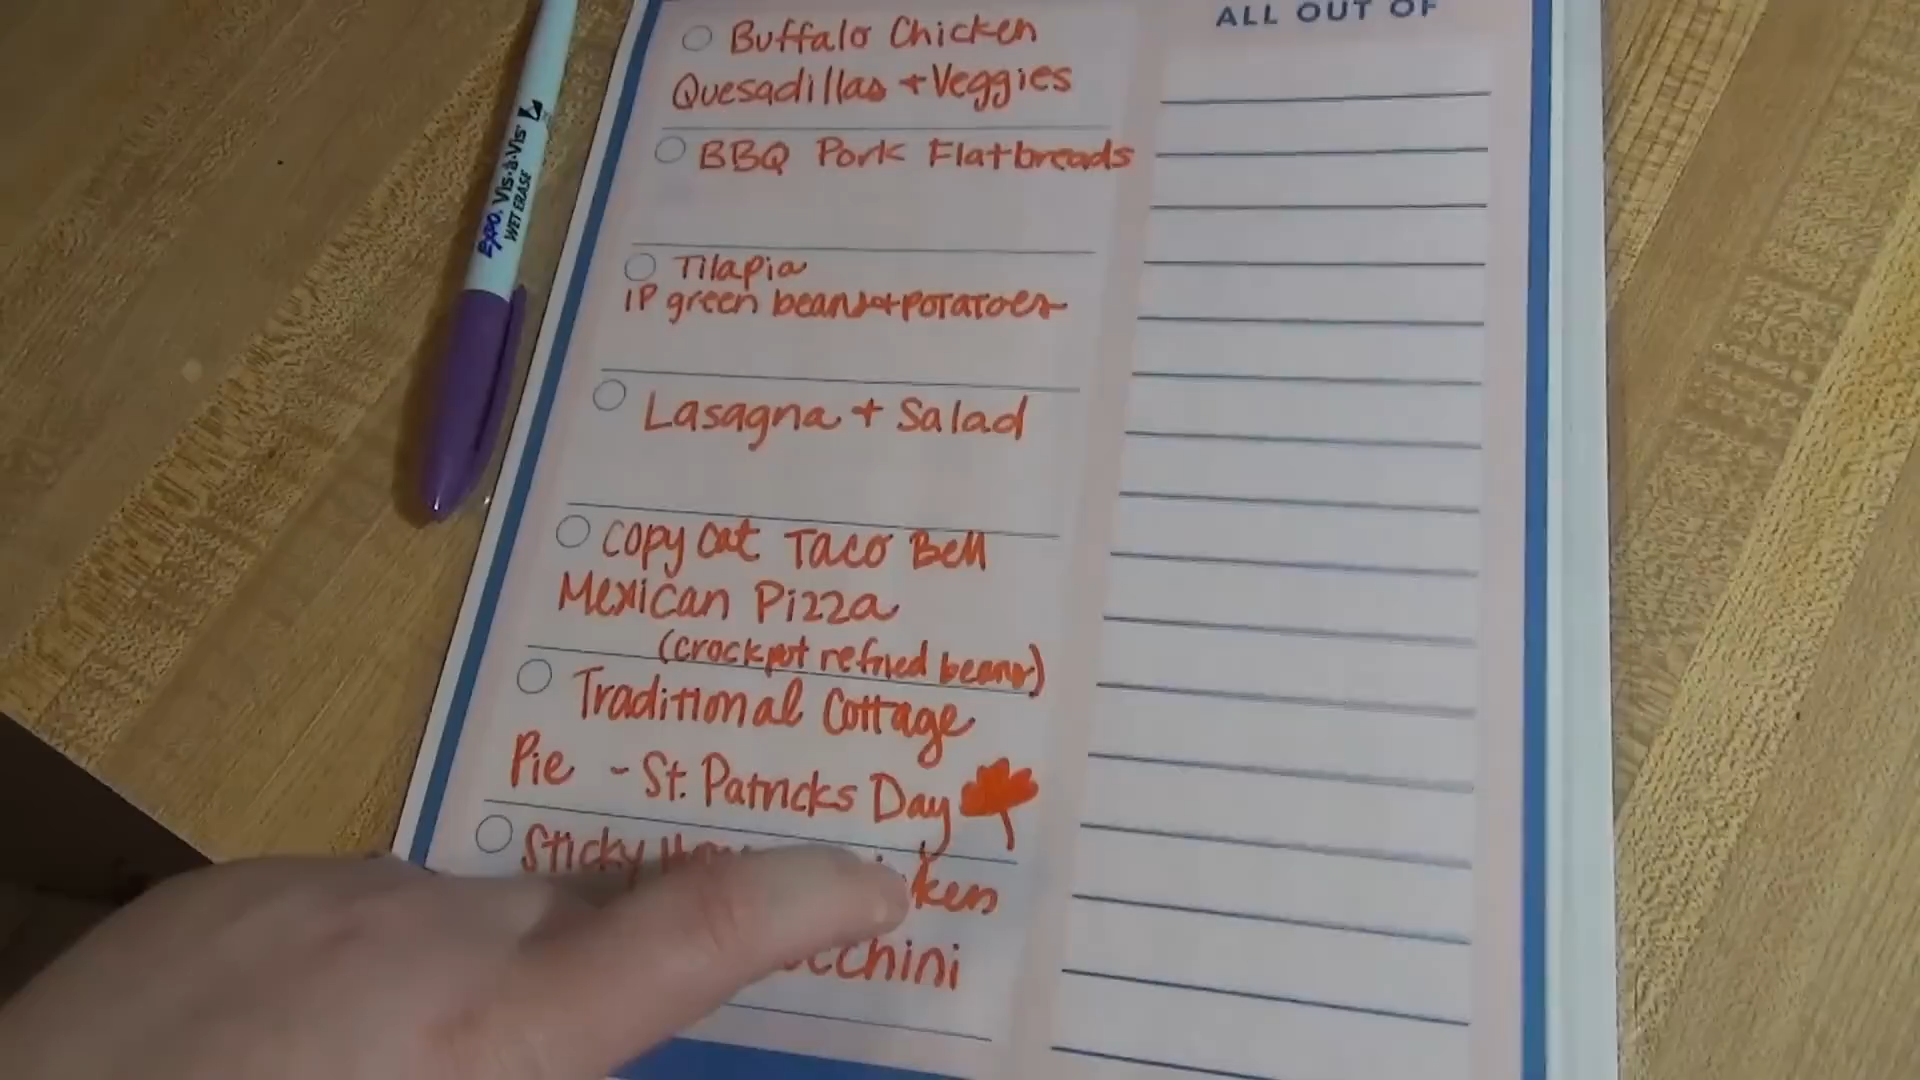 ALL OUT OF
Buffalo Chicken
Quesadillas + Veggies
BBQ Pork Flatbreads
Tilapia
IP green beans + potatoes
Lasagna + Salad
Copy Cat Taco Bell
Mexican Pizza
(crockpot refried beans)
Traditional Cottage
Pie - St. Patricks Day
Sticky
EXPO. Vis-à-Vis
WET ERASE